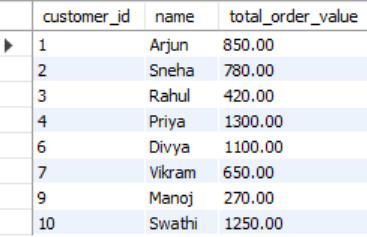 customer_id name total_order_value
1 Arjun 850.00
2 Sneha 780.00
3 Rahul 420.00
4 Priya 1300.00
6 Divya 1100.00
7 Vikram 650.00
9 Manoj 270.00
10 Swathi 1250.00